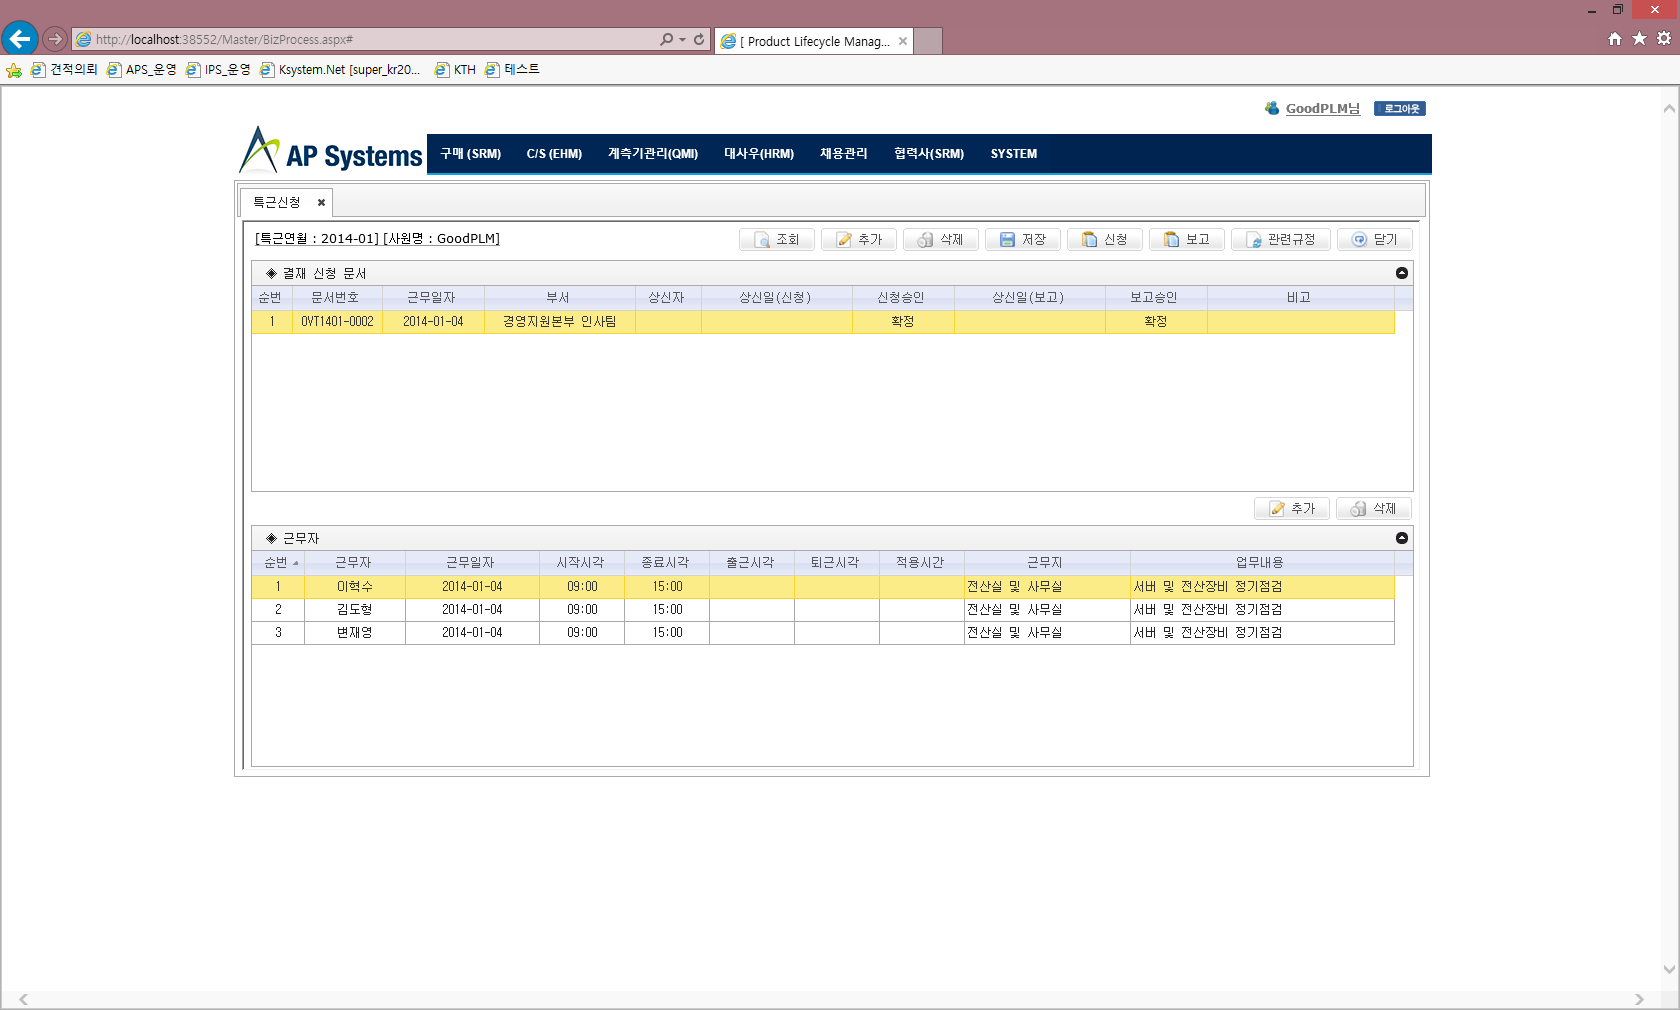 http://localhost:38552/Master/BizProcess.aspx#
[ Product Lifecycle Manag...
견적의뢰 APS_운영 IPS_운영 Ksystem.Net [super_kr20... KTH 테스트
GoodPLM님 로그아웃
AP Systems 구매 (SRM) C/S (EHM) 계측기관리(QMI) 대사우(HRM) 채용관리 협력사(SRM) SYSTEM
특근신청
[특근연월 : 2014-01] [사원명 : GoodPLM] 조회 추가 삭제 저장 신청 보고 관련규정 닫기
◈ 결재 신청 문서
순번 문서번호 근무일자 부서 상신자 상신일(신청) 신청승인 상신일(보고) 보고승인 비고
1 OVT1401-0002 2014-01-04 경영지원본부 인사팀 확정 확정
추가 삭제
◈ 근무자
순번 근무자 근무일자 시작시각 종료시각 출근시각 퇴근시각 적용시간 근무지 업무내용
1 이혁수 2014-01-04 09:00 15:00 전산실 및 사무실 서버 및 전산장비 정기점검
2 김도형 2014-01-04 09:00 15:00 전산실 및 사무실 서버 및 전산장비 정기점검
3 변재영 2014-01-04 09:00 15:00 전산실 및 사무실 서버 및 전산장비 정기점검